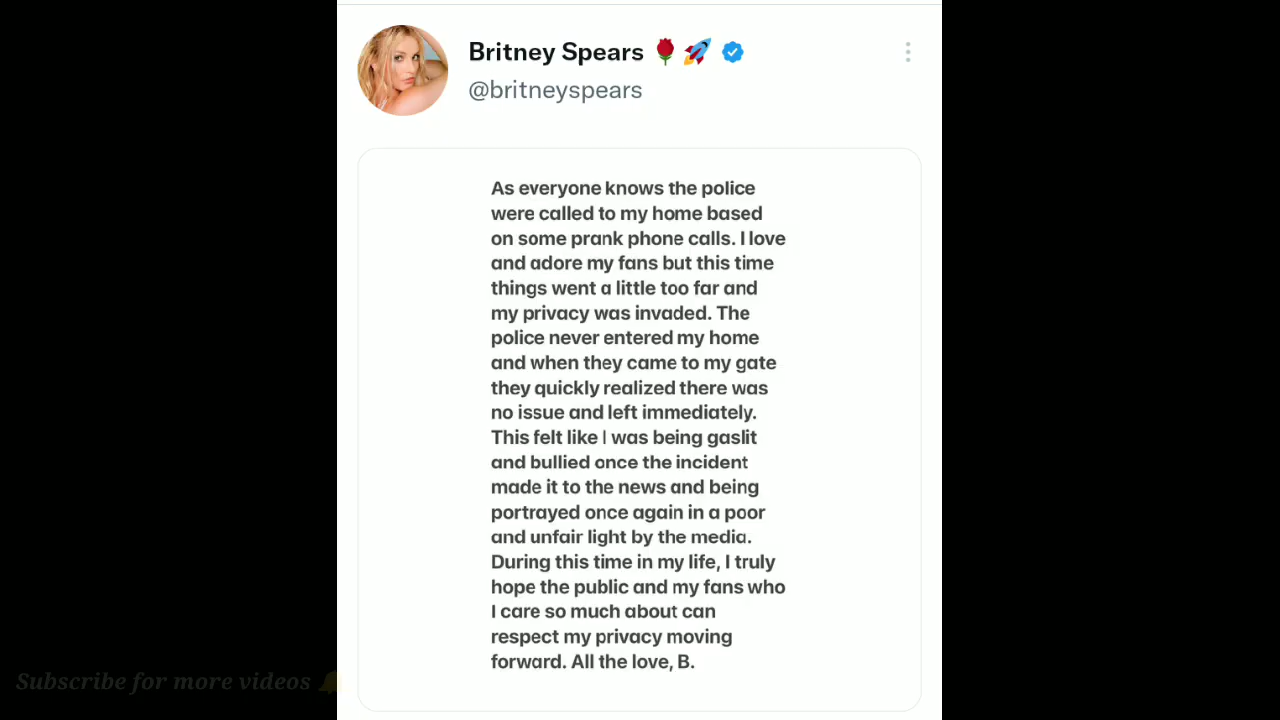 Britney Spears 🌹🚀
@britneyspears
As everyone knows the police
were called to my home based
on some prank phone calls. I love
and adore my fans but this time
things went a little too far and
my privacy was invaded. The
police never entered my home
and when they came to my gate
they quickly realized there was
no issue and left immediately.
This felt like I was being gaslit
and bullied once the incident
made it to the news and being
portrayed once again in a poor
and unfair light by the media.
During this time in my life, I truly
hope the public and my fans who
I care so much about can
respect my privacy moving
forward. All the love, B.
Subscribe for more videos 🔔